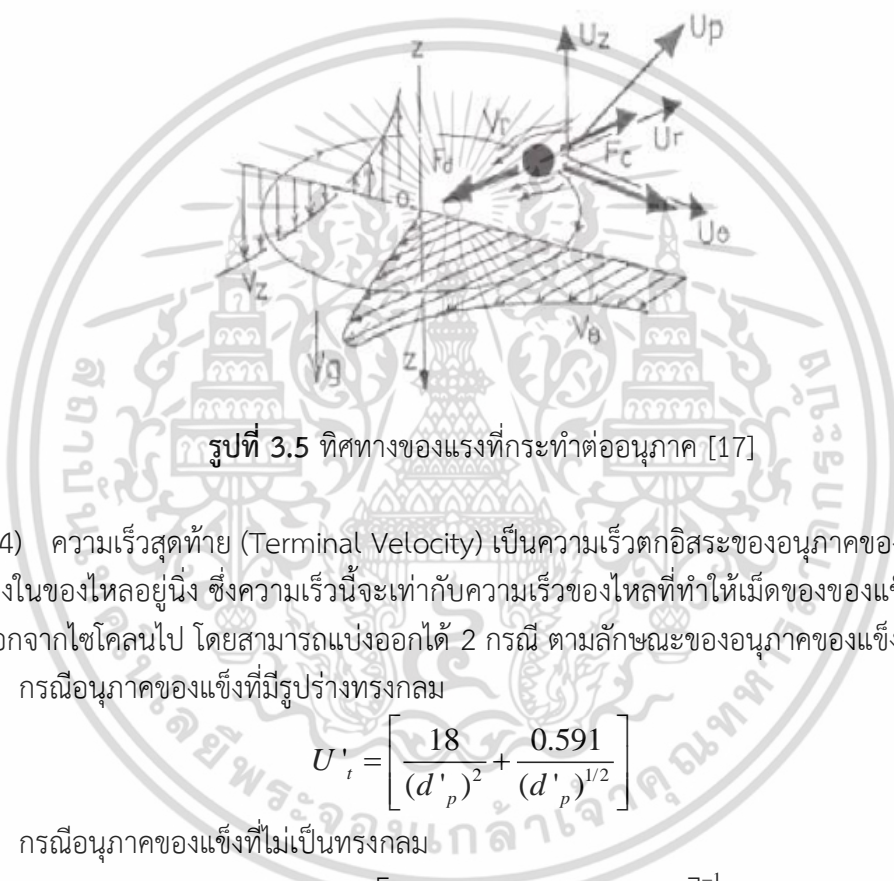 Uz
Up
z
Vr
Fc
Ur
Fd
o
Uθ
Vz
Vθ
Vg
z
รูปที่ 3.5 ทิศทางของแรงที่กระทำต่ออนุภาค [17]
4) ความเร็วสุดท้าย (Terminal Velocity) เป็นความเร็วตกอิสระของอนุภาคขอ
ในของไหลอยู่นิ่ง ซึ่งความเร็วนี้จะเท่ากับความเร็วของไหลที่ทำให้เม็ดของของแข
อกจากไซโคลนไป โดยสามารถแบ่งออกได้ 2 กรณี ตามลักษณะของอนุภาคของแข็ง
กรณีอนุภาคของแข็งที่มีรูปร่างทรงกลม
U'_t = [ 18 / (d'_p)^2 + 0.591 / (d'_p)^{1/2} ]
กรณีอนุภาคของแข็งที่ไม่เป็นทรงกลม